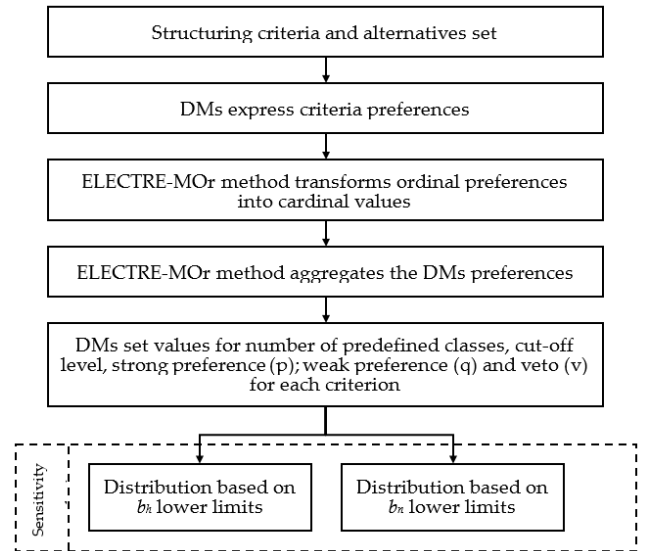 Structuring criteria and alternatives set
DMs express criteria preferences
ELECTRE-MOr method transforms ordinal preferences
into cardinal values
ELECTRE-MOr method aggregates the DMs preferences
DMs set values for number of predefined classes, cut-off
level, strong preference (p); weak preference (q) and veto (v)
for each criterion
Sensitivity
Distribution based on
bh lower limits
Distribution based on
bn lower limits